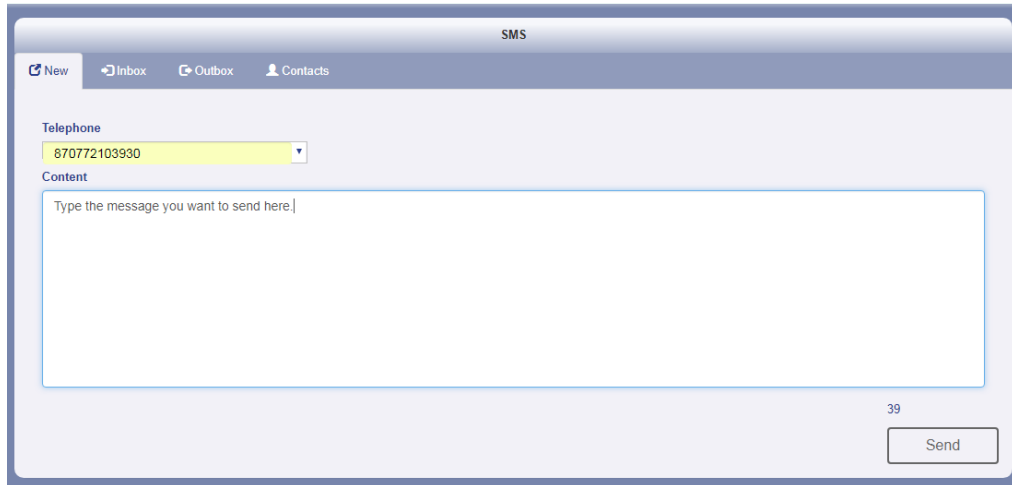 SMS
New Inbox Outbox Contacts
Telephone
870772103930
Content
Type the message you want to send here.
39
Send